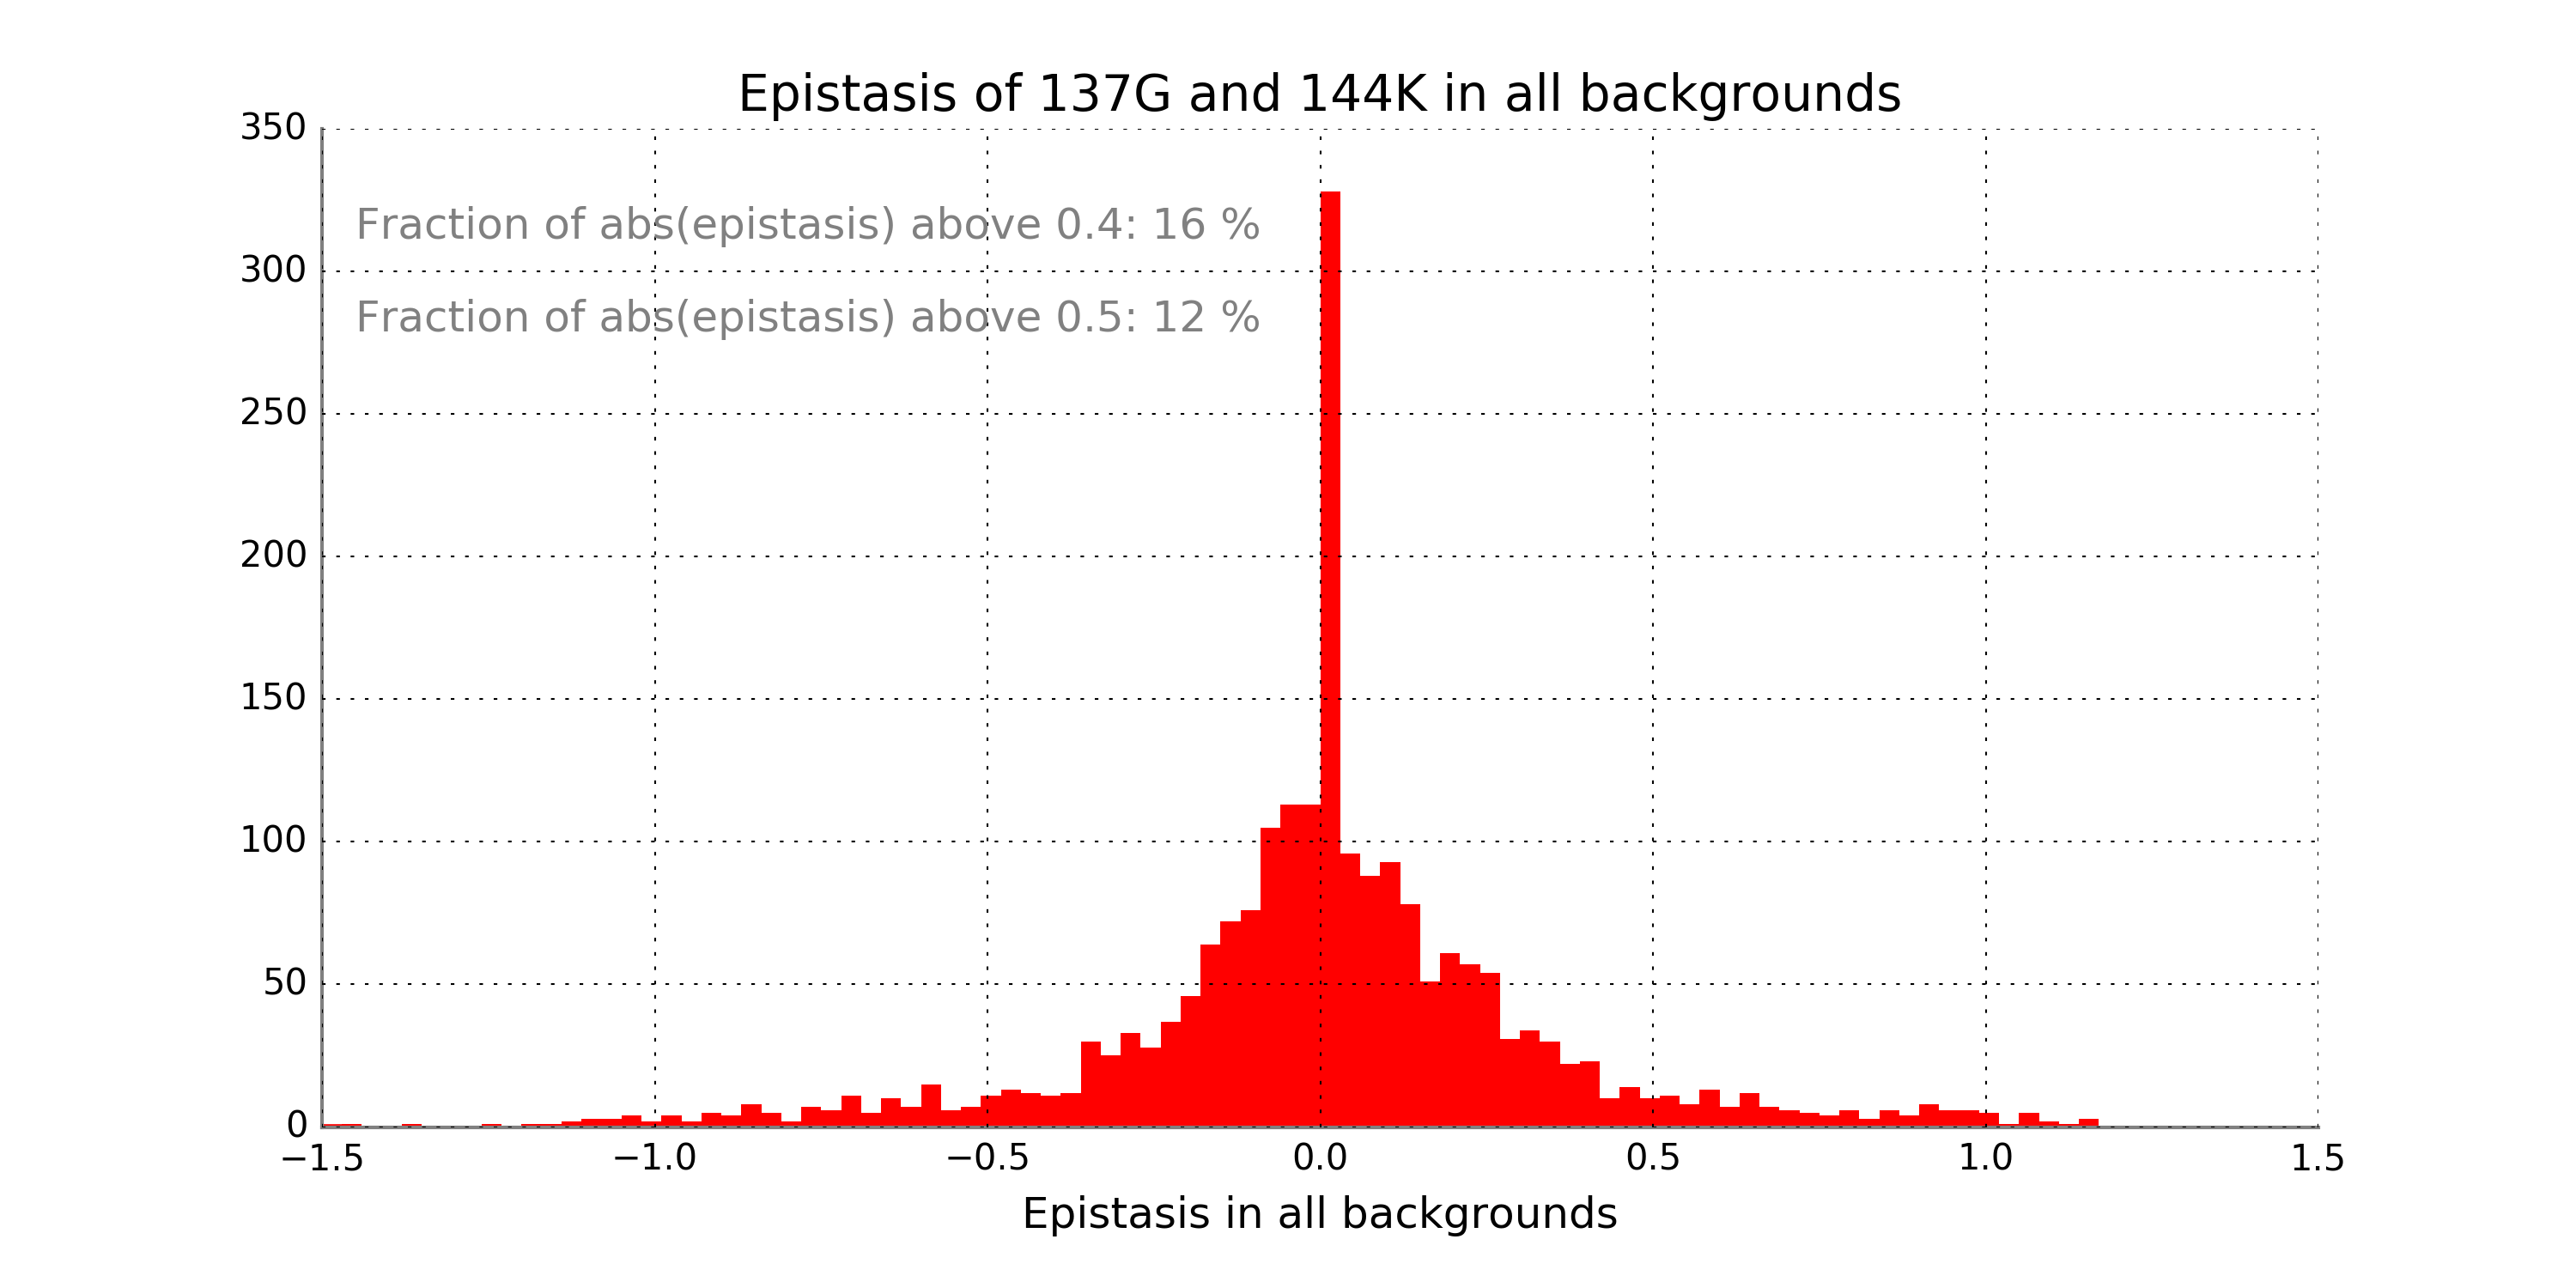 Epistasis of 137G and 144K in all backgrounds
350
Fraction of abs(epistasis) above 0.4: 16 %
300
Fraction of abs(epistasis) above 0.5: 12 %
250
200
150
100
50
0
−1.5 −1.0 −0.5 0.0 0.5 1.0 1.5
Epistasis in all backgrounds